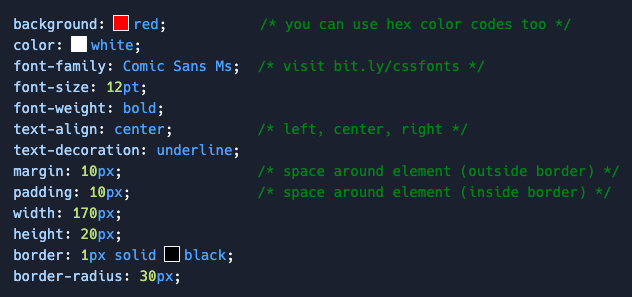 background: red; /* you can use hex color codes too */
color: white;
font-family: Comic Sans Ms; /* visit bit.ly/cssfonts */
font-size: 12pt;
font-weight: bold;
text-align: center; /* left, center, right */
text-decoration: underline;
margin: 10px; /* space around element (outside border) */
padding: 10px; /* space around element (inside border) */
width: 170px;
height: 20px;
border: 1px solid black;
border-radius: 30px;